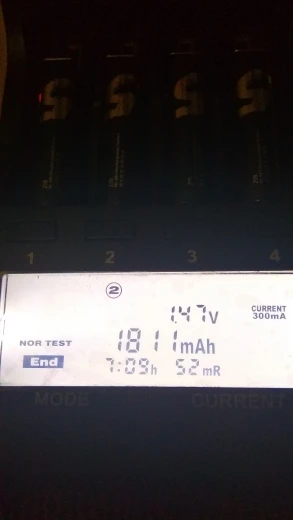 1 2 3 4
②
1.47V
CURRENT
300mA
NOR TEST
1811mAh
End
7:09h 52mR
MODE CURRENT